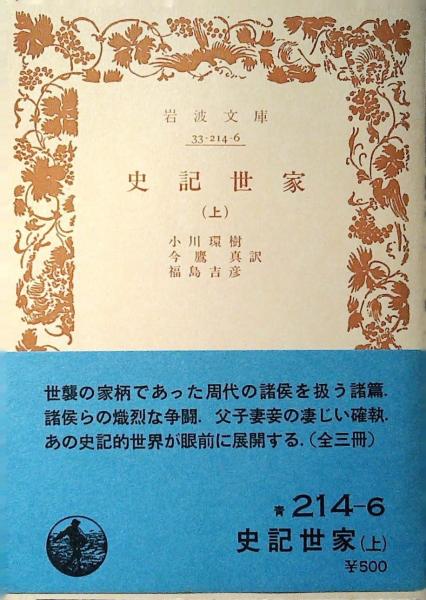 岩波文庫
33-214-6
史記世家
(上)
小川環樹
今鷹 真訳
福島吉彦
世襲の家柄であった周代の諸侯を扱う諸篇.
諸侯らの熾烈な争闘. 父子妻妾の凄じい確執.
あの史記的世界が眼前に展開する. (全三冊)
青 214-6
史記世家(上)
¥500